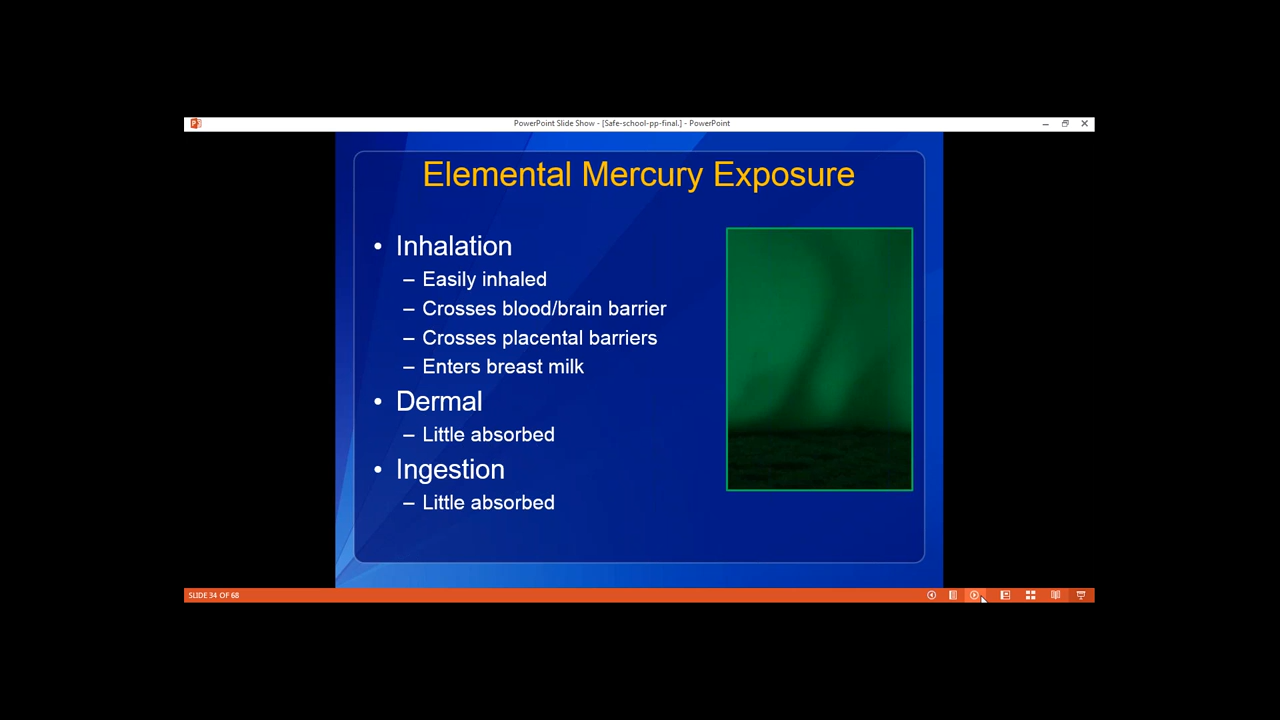 PowerPoint Slide Show - [Safe-school-pp-final.] - PowerPoint
Elemental Mercury Exposure
• Inhalation
– Easily inhaled
– Crosses blood/brain barrier
– Crosses placental barriers
– Enters breast milk
• Dermal
– Little absorbed
• Ingestion
– Little absorbed
SLIDE 34 OF 68